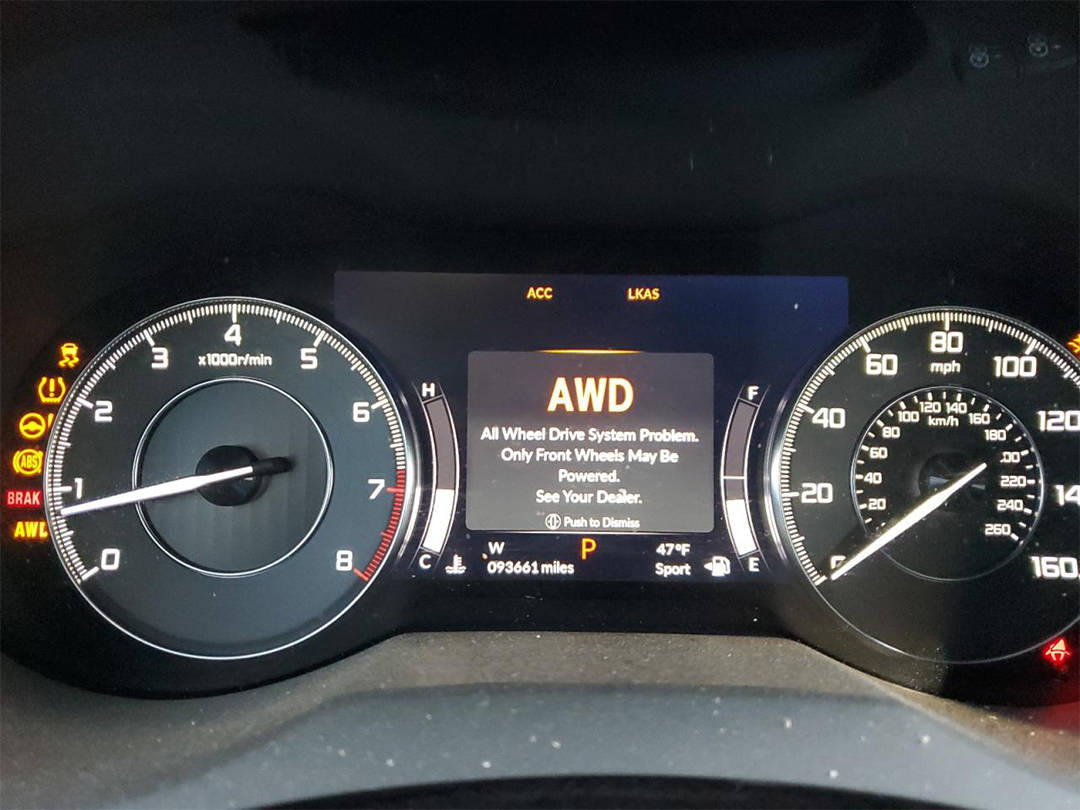 ACC LKAS
AWD
All Wheel Drive System Problem.
Only Front Wheels May Be
Powered.
See Your Dealer.
Push to Dismiss
W P 47°F
093661 miles Sport
H
C
F
E
0
1
2
3
4
5
6
7
8
x1000r/min
ABS
BRAK
AWD
20
40
60
80
100
120
14
160
mph
km/h
20
40
60
80
100
120
140
160
180
00
220
240
260